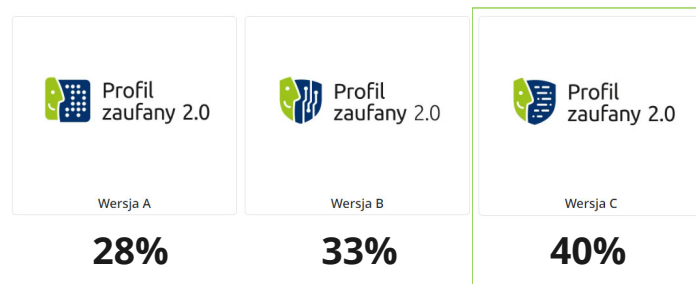 Profil
zaufany 2.0
Wersja A
28%
Profil
zaufany 2.0
Wersja B
33%
Profil
zaufany 2.0
Wersja C
40%